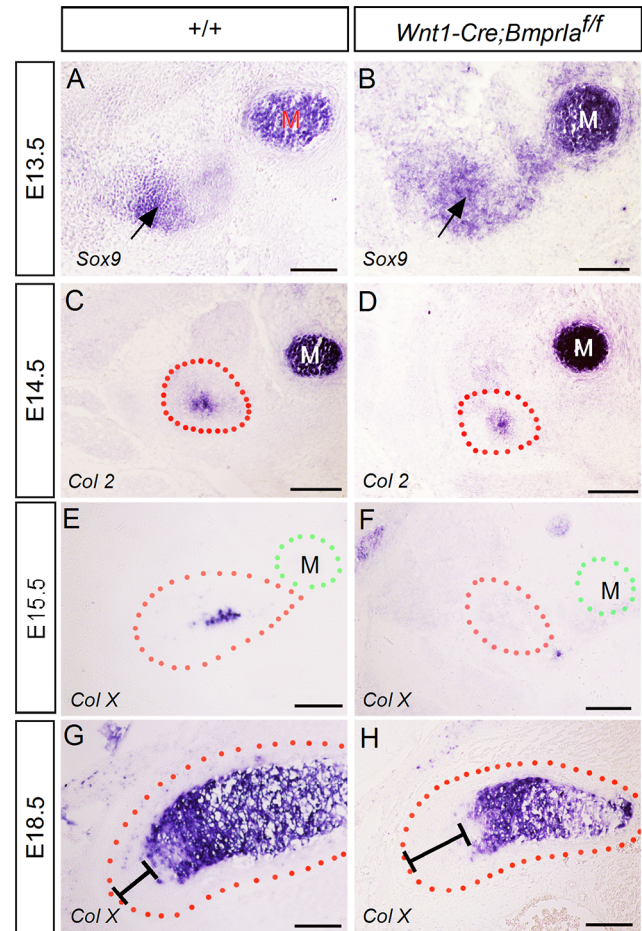 +/+
Wnt1-Cre;Bmprla^f/f
E13.5
A
M
Sox9
B
M
Sox9
E14.5
C
M
Col 2
D
M
Col 2
E15.5
E
M
Col X
F
M
Col X
E18.5
G
Col X
H
Col X